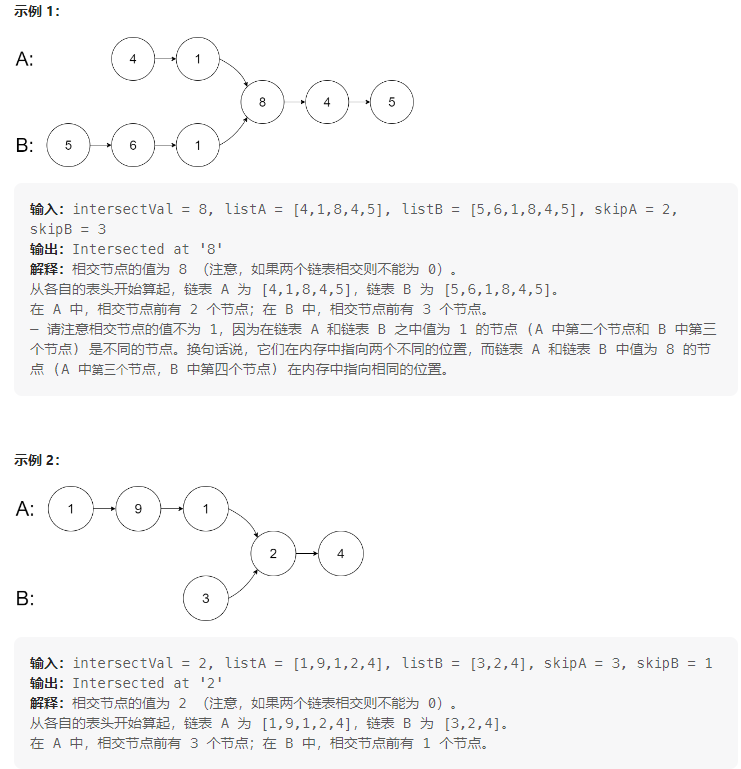 示例 1：
A:
4
1
8
4
5
B:
5
6
1
输入：intersectVal = 8, listA = [4,1,8,4,5], listB = [5,6,1,8,4,5], skipA = 2,
skipB = 3
输出：Intersected at '8'
解释：相交节点的值为 8 （注意，如果两个链表相交则不能为 0）。
从各自的表头开始算起，链表 A 为 [4,1,8,4,5]，链表 B 为 [5,6,1,8,4,5]。
在 A 中，相交节点前有 2 个节点；在 B 中，相交节点前有 3 个节点。
— 请注意相交节点的值不为 1，因为在链表 A 和链表 B 之中值为 1 的节点 (A 中第二个节点和 B 中第三
个节点) 是不同的节点。换句话说，它们在内存中指向两个不同的位置，而链表 A 和链表 B 中值为 8 的节
点 (A 中第三个节点，B 中第四个节点) 在内存中指向相同的位置。
示例 2：
A:
1
9
1
2
4
B:
3
输入：intersectVal = 2, listA = [1,9,1,2,4], listB = [3,2,4], skipA = 3, skipB = 1
输出：Intersected at '2'
解释：相交节点的值为 2 （注意，如果两个链表相交则不能为 0）。
从各自的表头开始算起，链表 A 为 [1,9,1,2,4]，链表 B 为 [3,2,4]。
在 A 中，相交节点前有 3 个节点；在 B 中，相交节点前有 1 个节点。